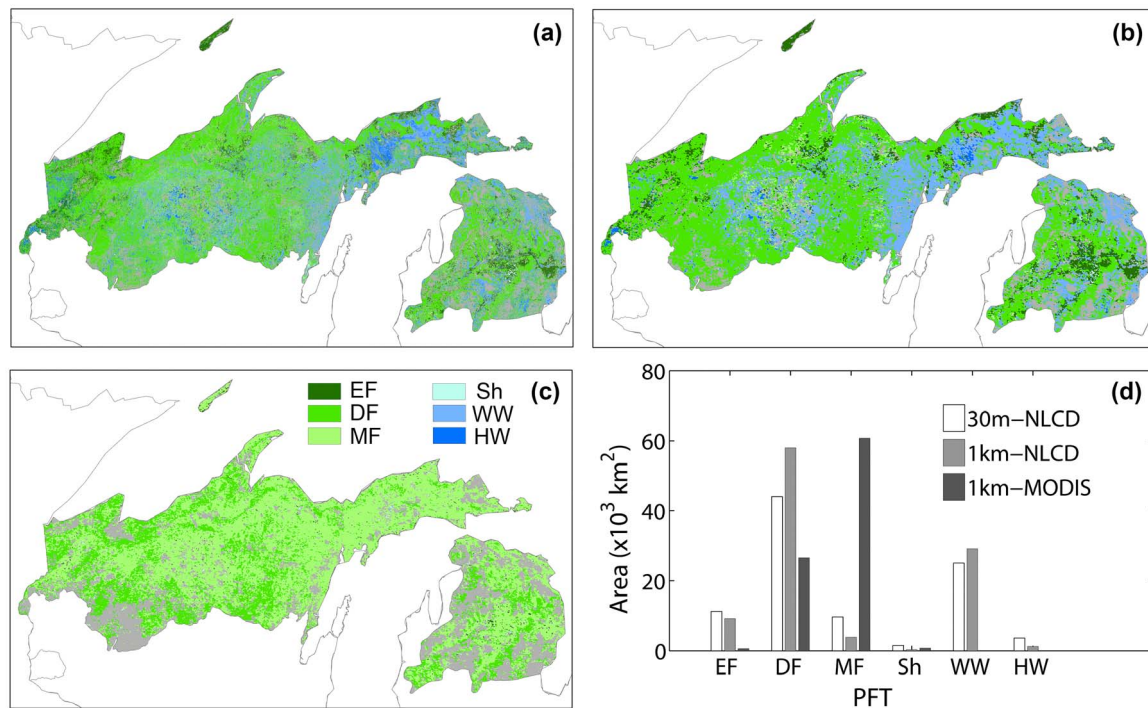 (a)
(b)
(c)
EF
DF
MF
Sh
WW
HW
(d)
80
60
40
20
0
Area (x10³ km²)
30m−NLCD
1km−NLCD
1km−MODIS
EF DF MF Sh WW HW
PFT